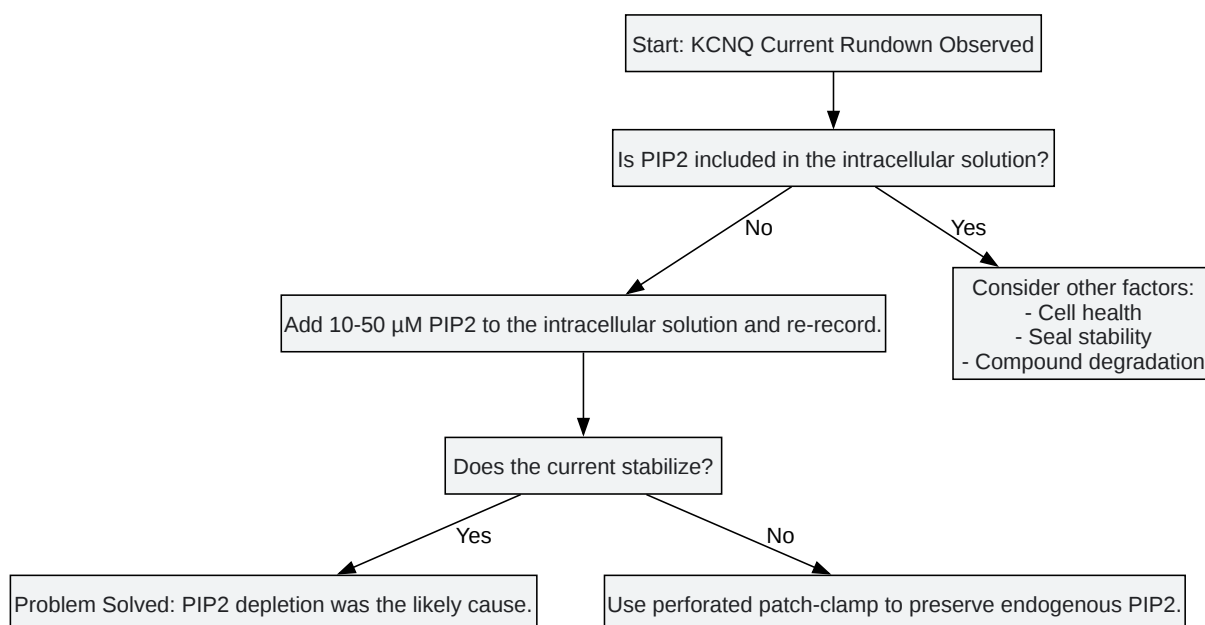 Start: KCNQ Current Rundown Observed
Is PIP2 included in the intracellular solution?
No
Yes
Add 10-50 µM PIP2 to the intracellular solution and re-record.
Consider other factors:
- Cell health
- Seal stability
- Compound degradation
Does the current stabilize?
Yes
No
Problem Solved: PIP2 depletion was the likely cause.
Use perforated patch-clamp to preserve endogenous PIP2.